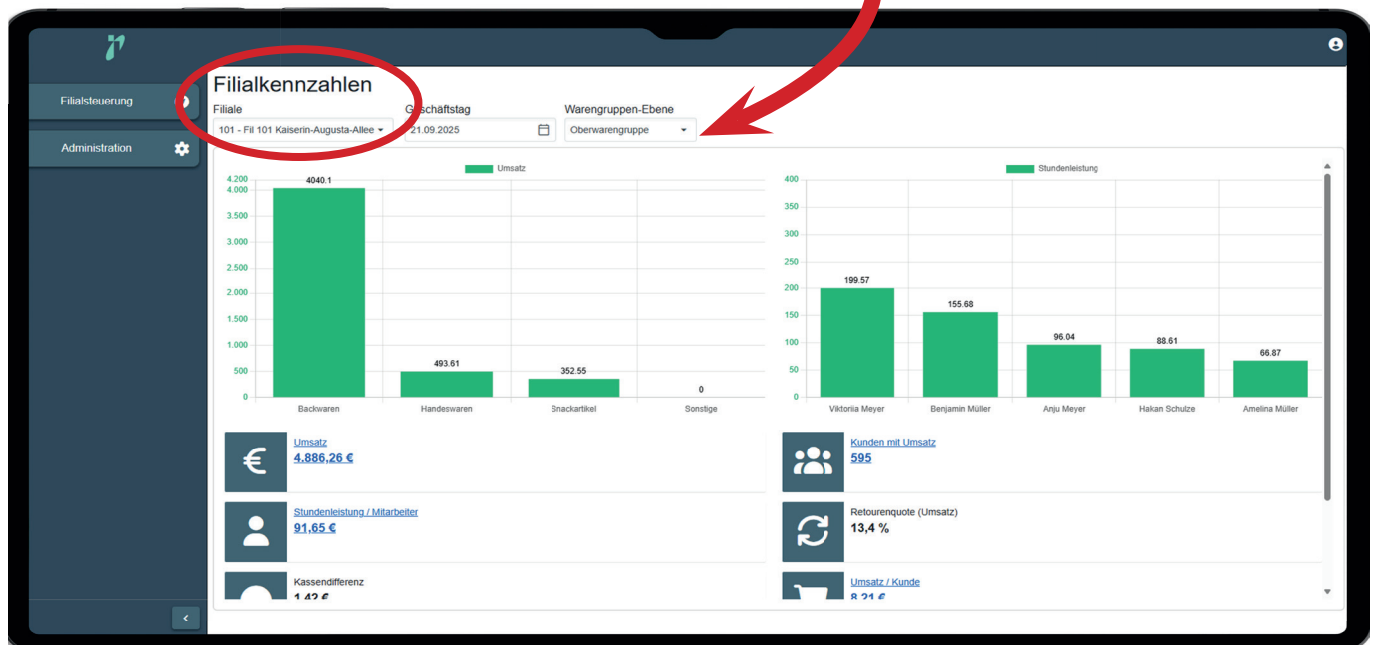 Filialsteuerung
Administration
Filialkennzahlen
Filiale
Geschäftstag
Warengruppen-Ebene
101 - Fil 101 Kaiserin-Augusta-Allee
21.09.2025
Oberwarengruppe
Umsatz
4.200
4.000
3.500
3.000
2.500
2.000
1.500
1.000
500
0
4040.1
493.61
352.55
0
Backwaren
Handeswaren
Snackartikel
Sonstige
Stundenleistung
400
350
300
250
200
150
100
50
0
199.57
155.68
96.04
88.61
66.87
Viktoriia Meyer
Benjamin Müller
Anju Meyer
Hakan Schulze
Amelina Müller
€
Umsatz
4.886,26 €
Kunden mit Umsatz
595
Stundenleistung / Mitarbeiter
91,65 €
Retourenquote (Umsatz)
13,4 %
Kassendifferenz
1,42 €
Umsatz / Kunde
8,21 €